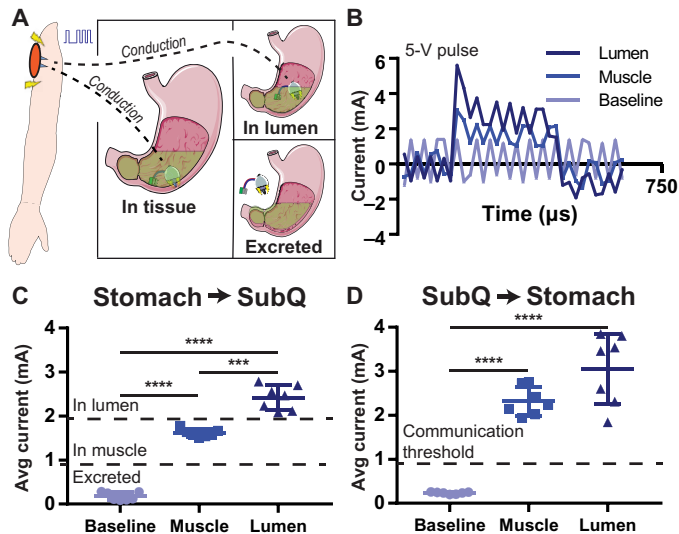 A
Conduction
Conduction
In tissue
In lumen
Excreted
B
5-V pulse
Lumen
Muscle
Baseline
Current (mA)
6
4
2
0
−2
−4
750
Time (μs)
C
Stomach → SubQ
Avg current (mA)
4
3
2
1
0
****
****
***
In lumen
In muscle
Excreted
Baseline
Muscle
Lumen
D
SubQ → Stomach
Avg current (mA)
4
3
2
1
0
****
****
Communication
threshold
Baseline
Muscle
Lumen